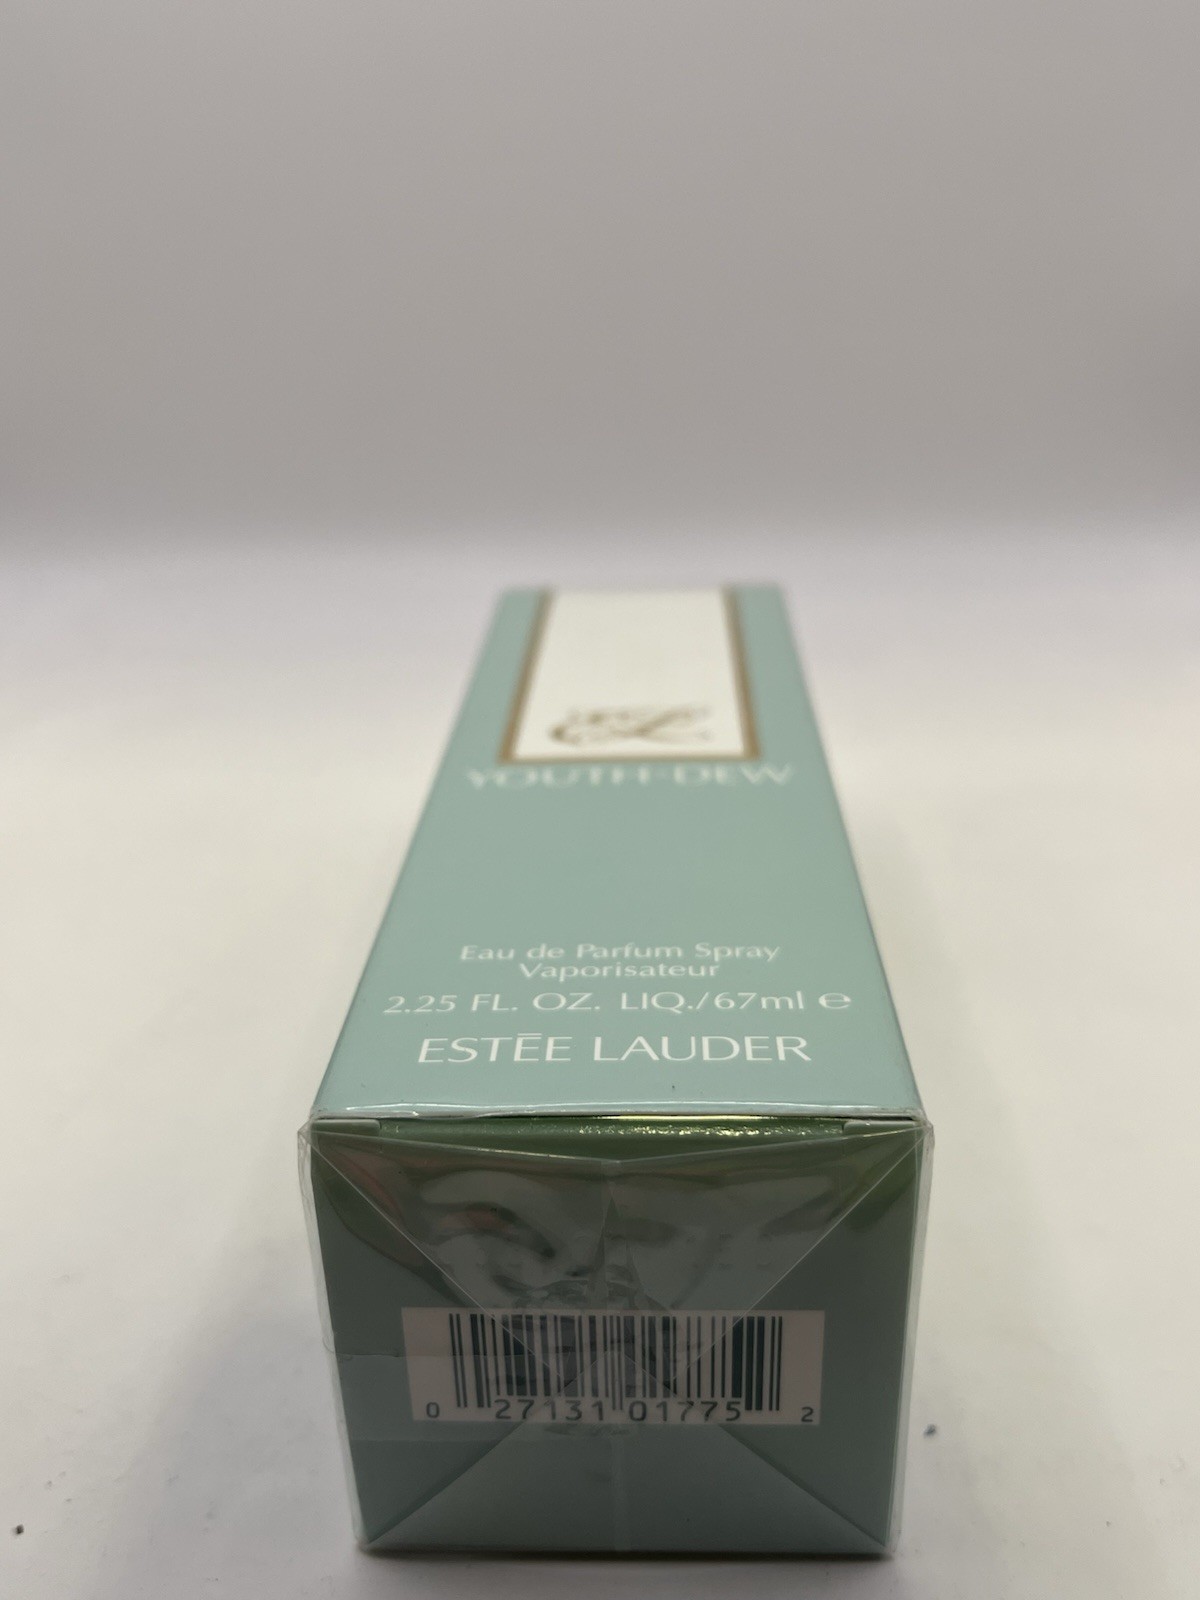 YOUTH-DEW
Eau de Parfum Spray
Vaporisateur
2.25 FL. OZ. LIQ./67ml ℮
ESTĒE LAUDER
0 27131 01775 2